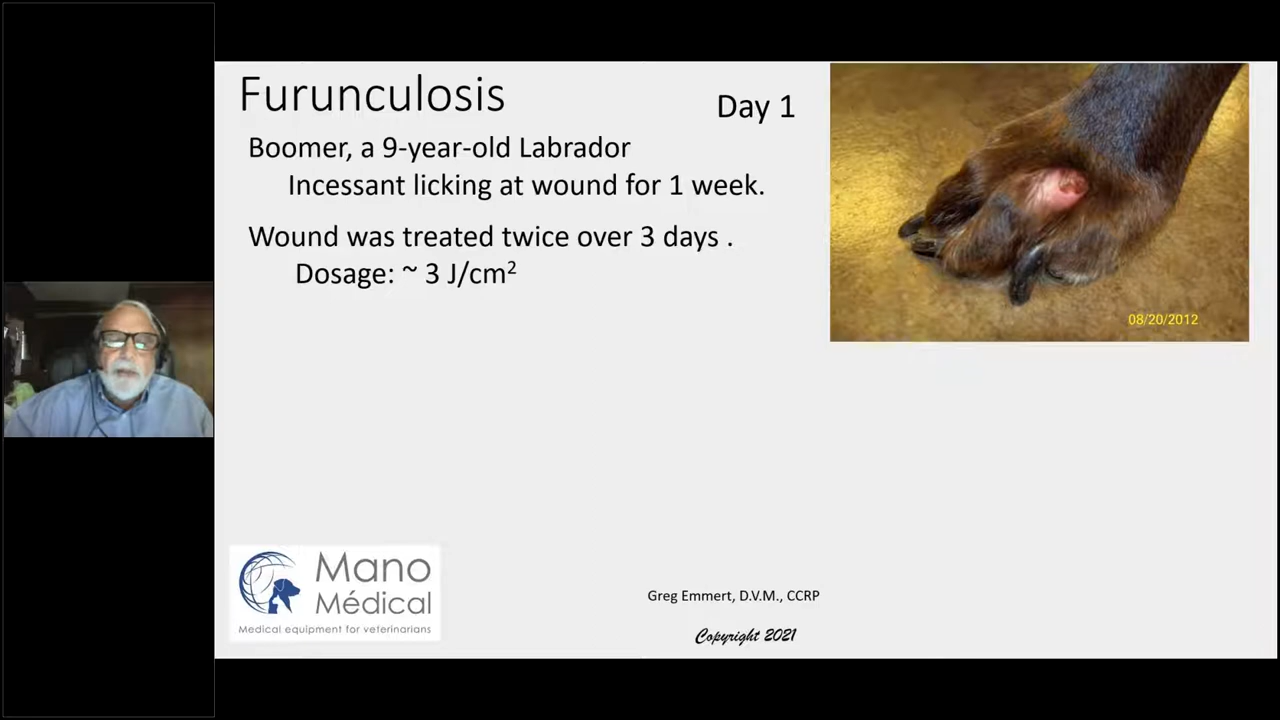 Furunculosis
Day 1
Boomer, a 9-year-old Labrador
Incessant licking at wound for 1 week.
Wound was treated twice over 3 days .
Dosage: ~ 3 J/cm²
08/20/2012
Mano
Médical
Medical equipment for veterinarians
Greg Emmert, D.V.M., CCRP
Copyright 2021